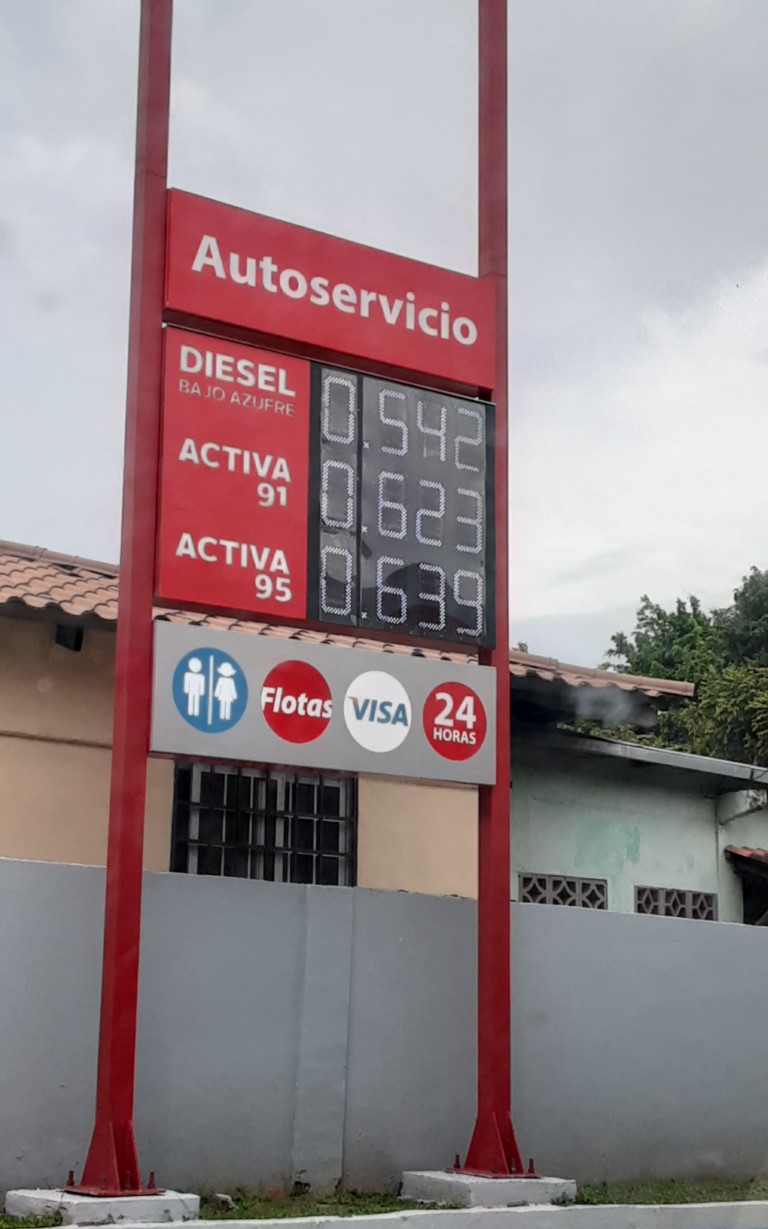 Autoservicio
DIESEL 0.542
BAJO AZUFRE
ACTIVA 0.623
91
ACTIVA 0.639
95
Flotas VISA 24
HORAS